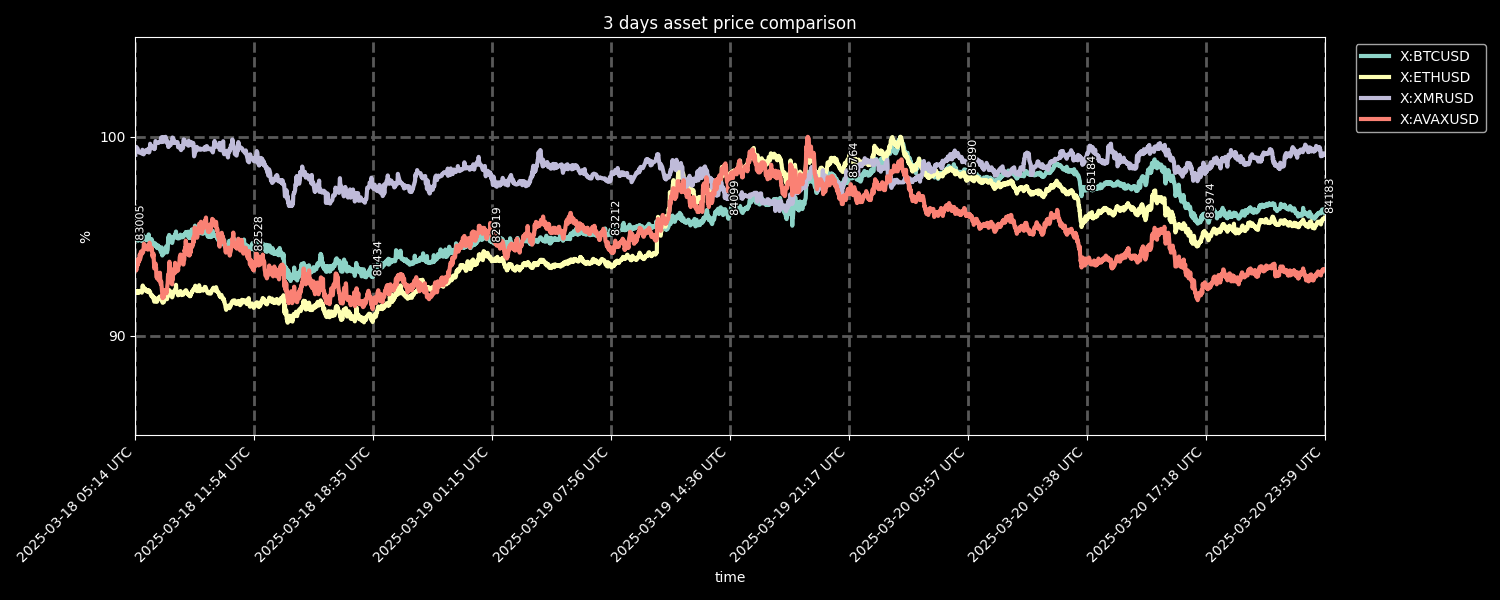 3 days asset price comparison
X:BTCUSD
X:ETHUSD
X:XMRUSD
X:AVAXUSD
%
100
90
83005
82528
81434
82919
83212
84099
85764
85890
85184
83974
84183
2025-03-18 05:14 UTC
2025-03-18 11:54 UTC
2025-03-18 18:35 UTC
2025-03-19 01:15 UTC
2025-03-19 07:56 UTC
2025-03-19 14:36 UTC
2025-03-19 21:17 UTC
2025-03-20 03:57 UTC
2025-03-20 10:38 UTC
2025-03-20 17:18 UTC
2025-03-20 23:59 UTC
time